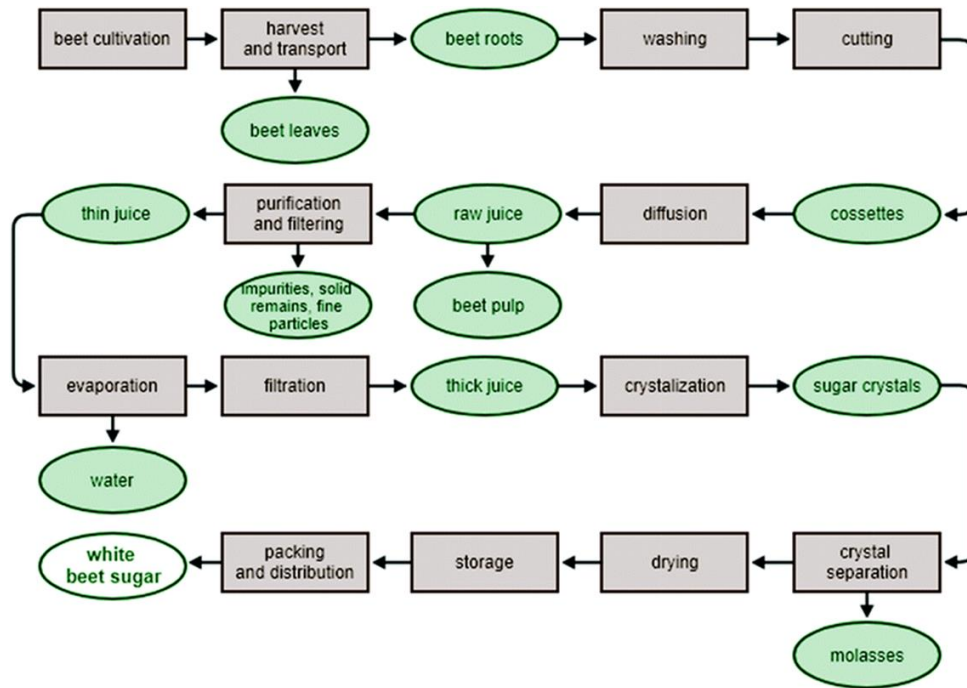 beet cultivation
harvest
and transport
beet roots
washing
cutting
beet leaves
thin juice
purification
and filtering
raw juice
diffusion
cossettes
impurities, solid
remains, fine
particles
beet pulp
evaporation
filtration
thick juice
crystalization
sugar crystals
water
white
beet sugar
packing
and distribution
storage
drying
crystal
separation
molasses